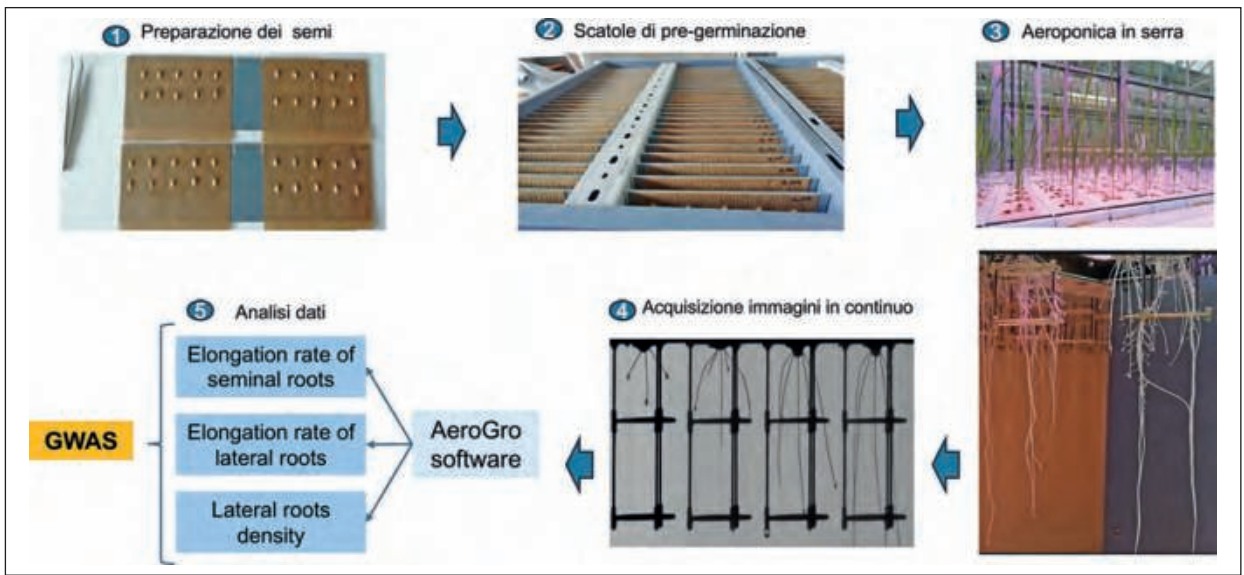 1 Preparazione dei semi
2 Scatole di pre-germinazione
3 Aeroponica in serra
4 Acquisizione immagini in continuo
5 Analisi dati
Elongation rate of
seminal roots
Elongation rate of
lateral roots
Lateral roots
density
AeroGro
software
GWAS